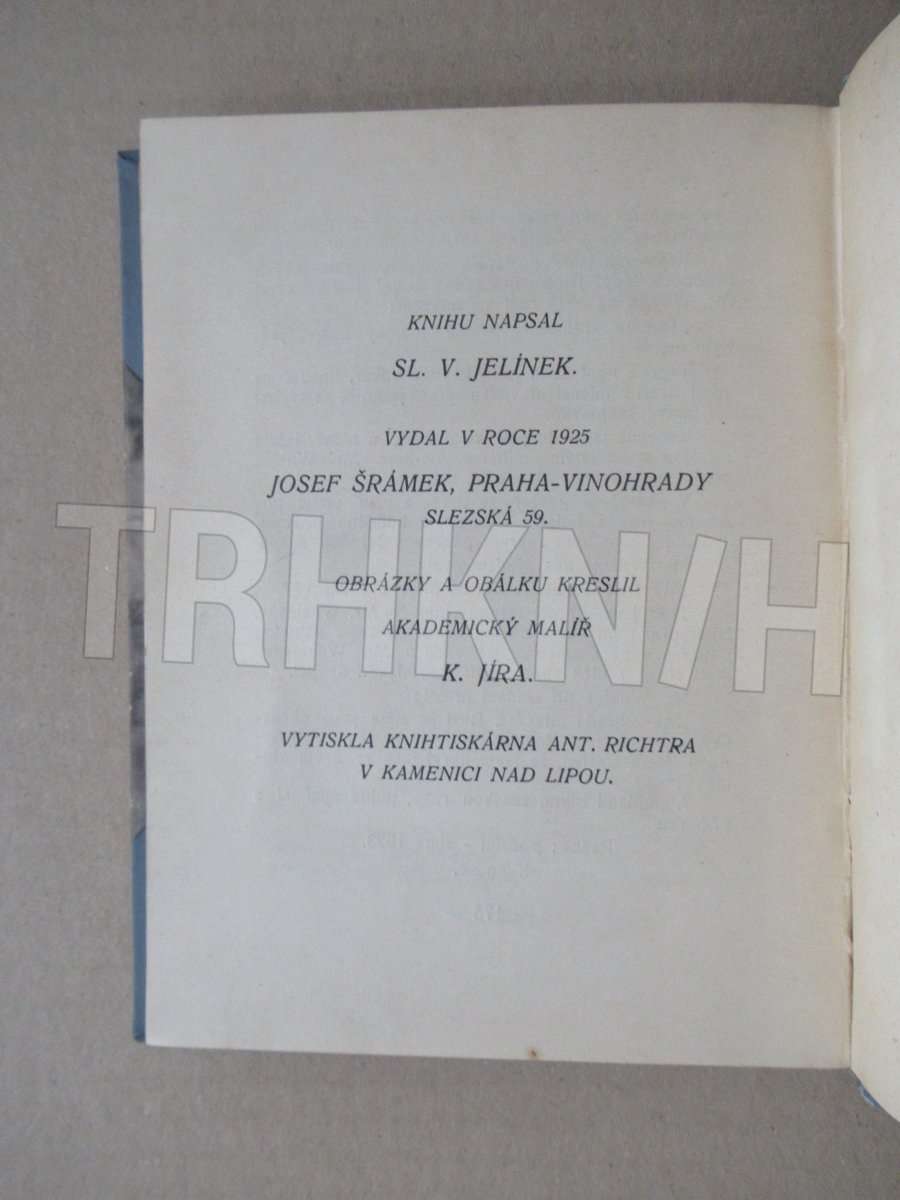 KNIHU NAPSAL
SL. V. JELÍNEK.
VYDAL V ROCE 1925
JOSEF ŠRÁMEK, PRAHA-VINOHRADY
SLEZSKÁ 59.
TRHKNIH
OBRÁZKY A OBÁLKU KRESLIL
AKADEMICKÝ MALÍŘ
K. JÍRA.
VYTISKLA KNIHTISKÁRNA ANT. RICHTRA
V KAMENICI NAD LIPOU.